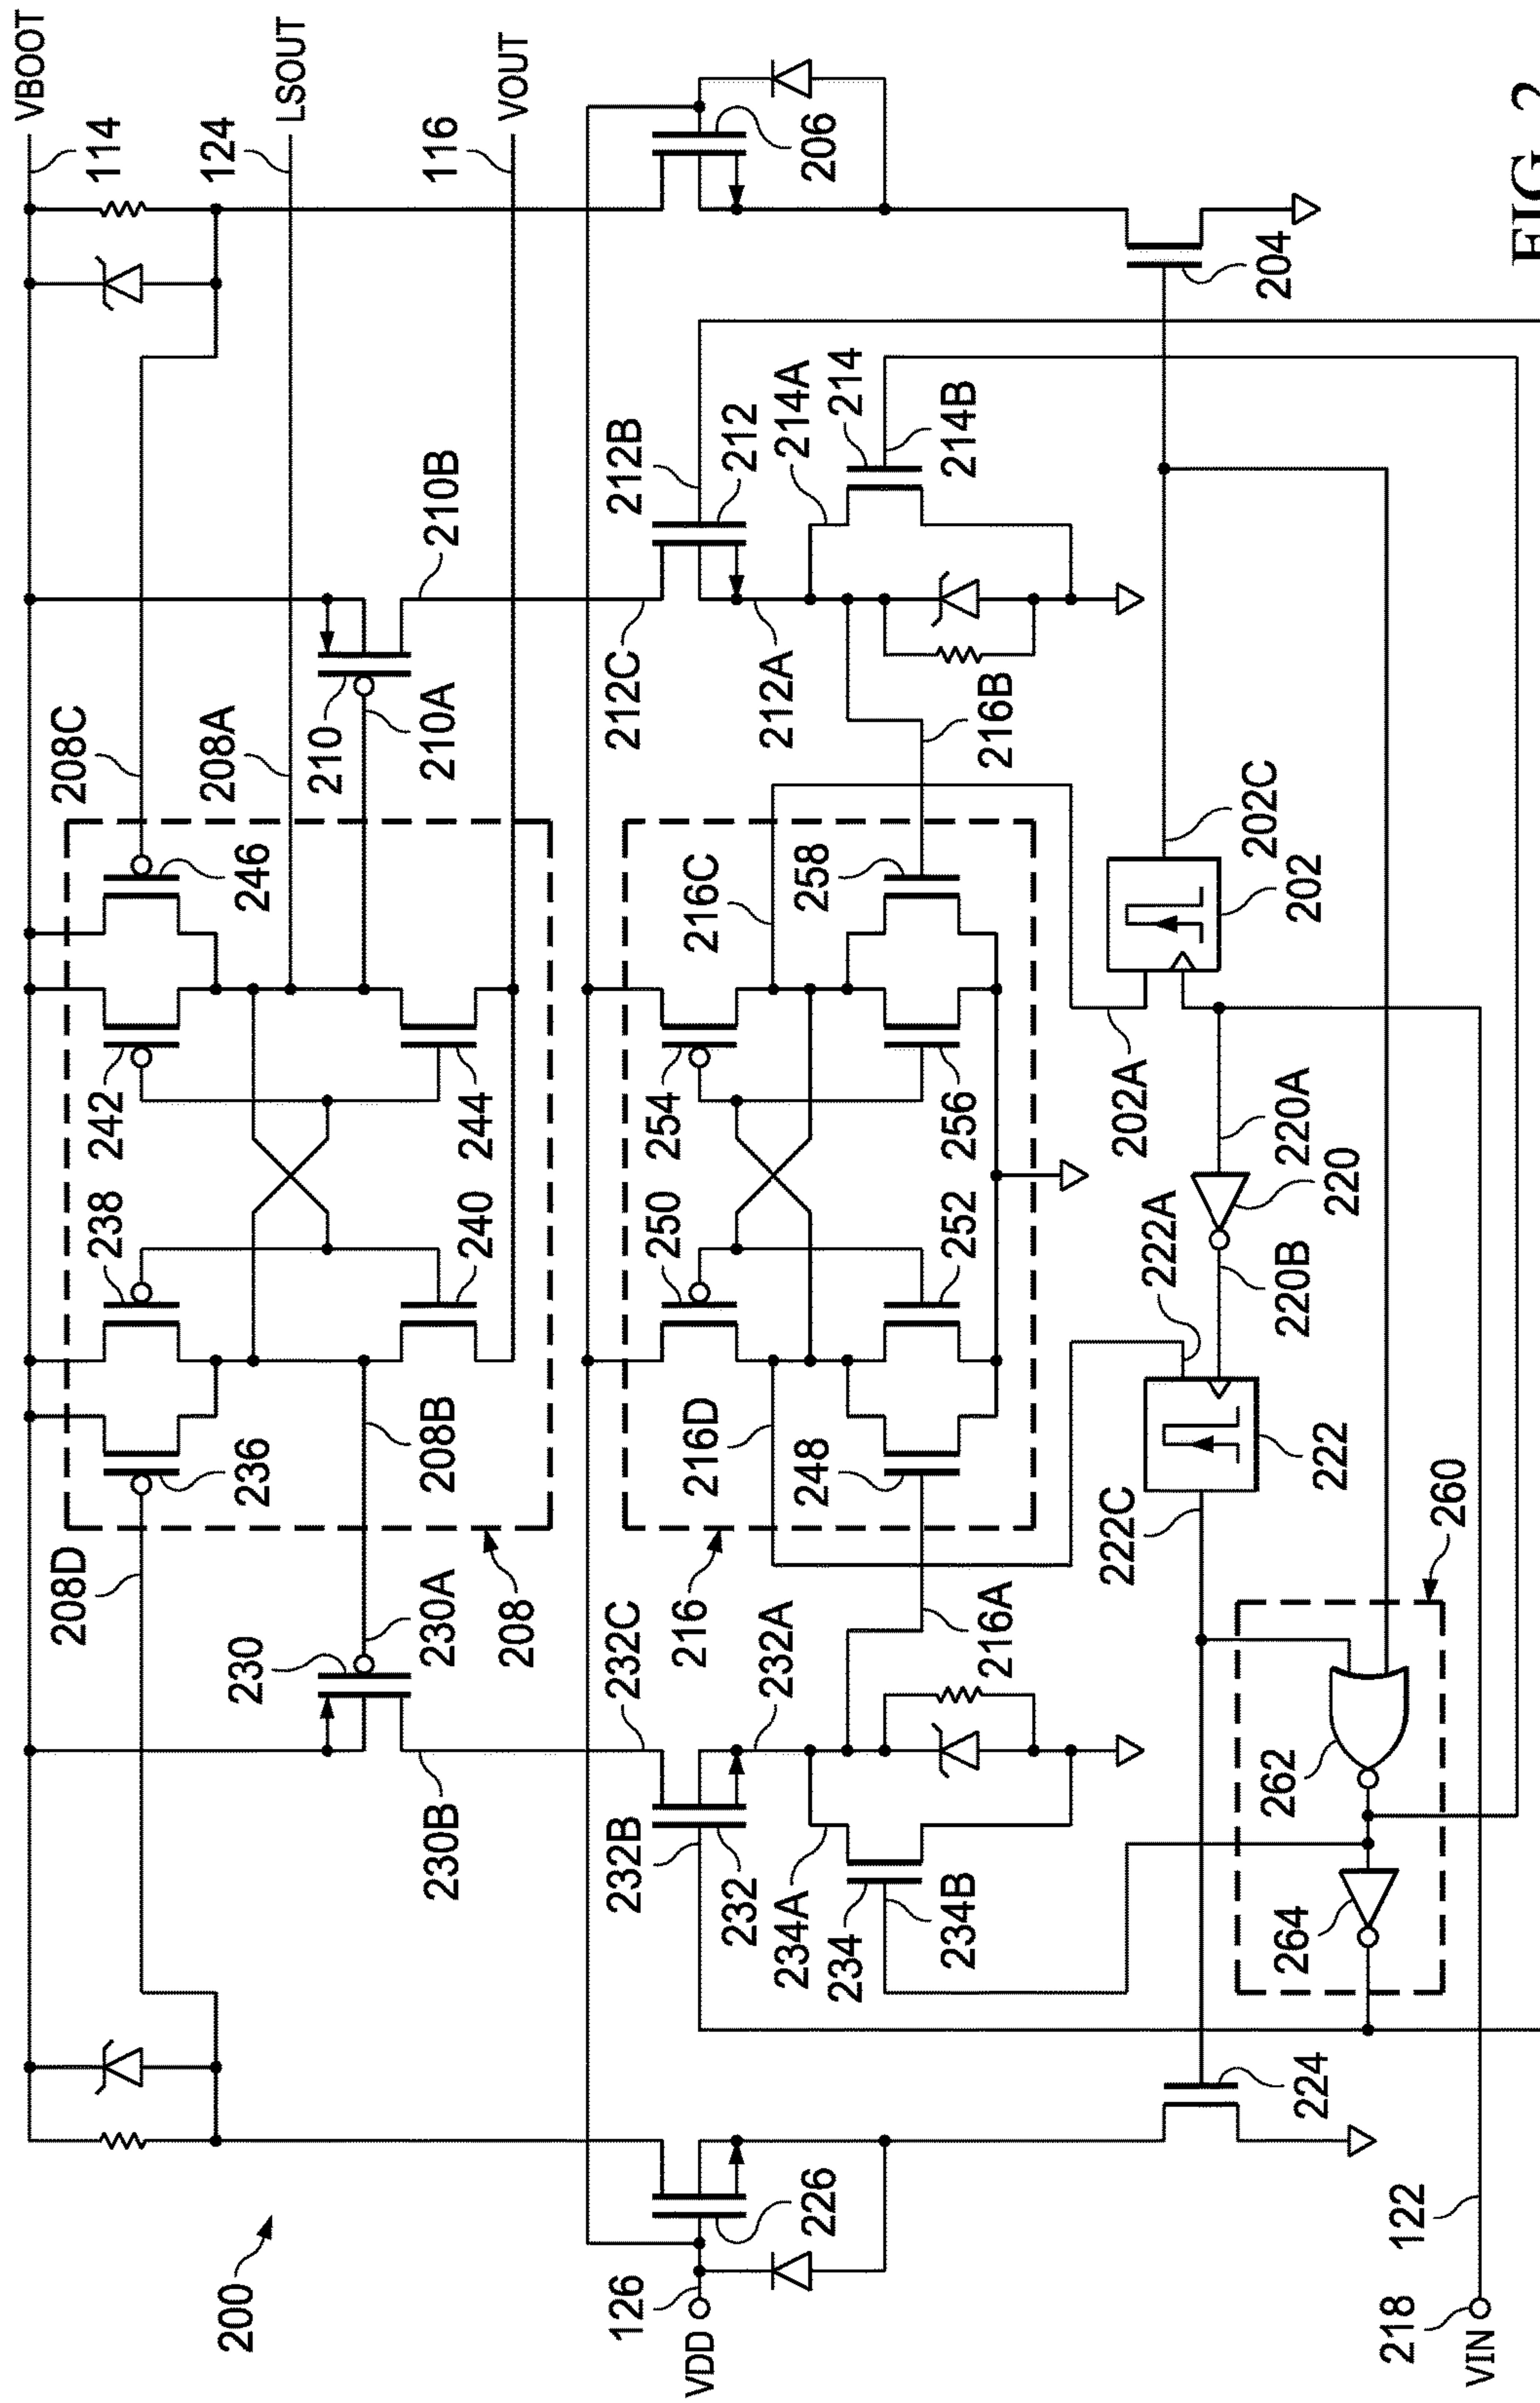 VBOOT
114
LSOUT
124
VOUT
116
206
204
FIG. 2
208C
208A
210
210A
210B
212B
212
212C
212A
214A
214
214B
216B
246
242
244
238
240
236
208B
208D
208
230
230A
230B
216C
258
254
256
250
252
248
216D
216
216A
232C
232A
232B
232
234A
234
234B
202C
202
202A
220A
220
220B
222A
222
222C
260
262
264
224
226
126
VDD
122
218
VIN
200